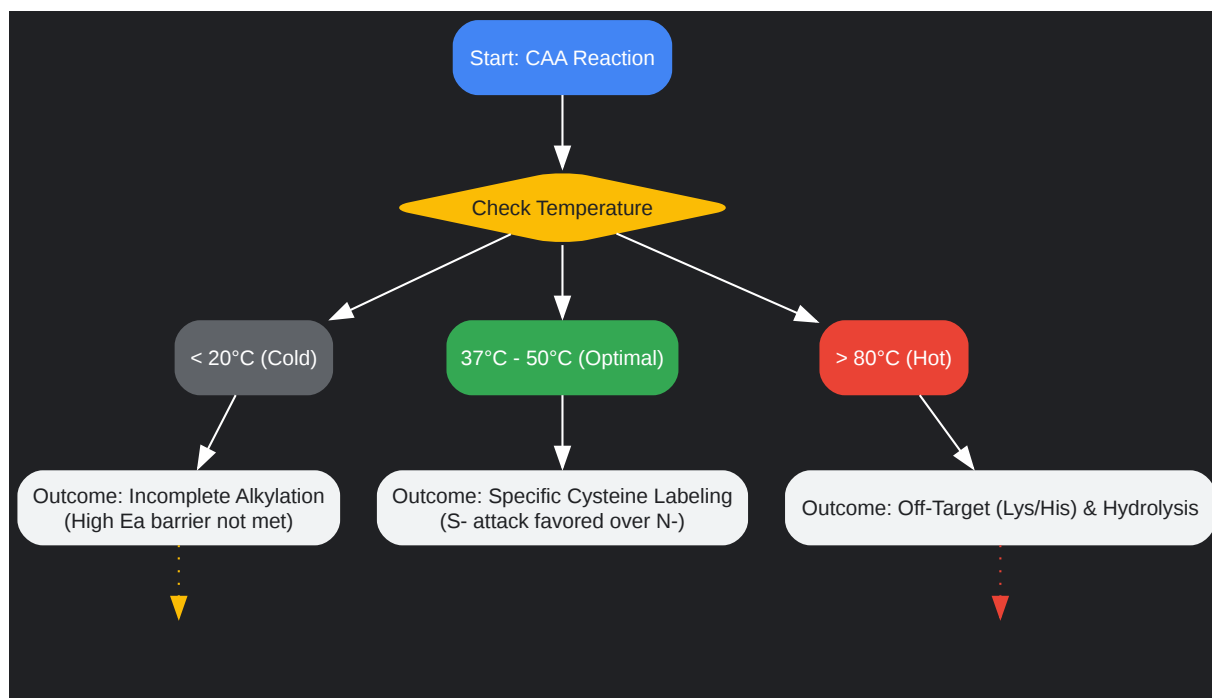 Start: CAA Reaction
Check Temperature
< 20°C (Cold)
37°C - 50°C (Optimal)
> 80°C (Hot)
Outcome: Incomplete Alkylation
(High Ea barrier not met)
Outcome: Specific Cysteine Labeling
(S- attack favored over N-)
Outcome: Off-Target (Lys/His) & Hydrolysis